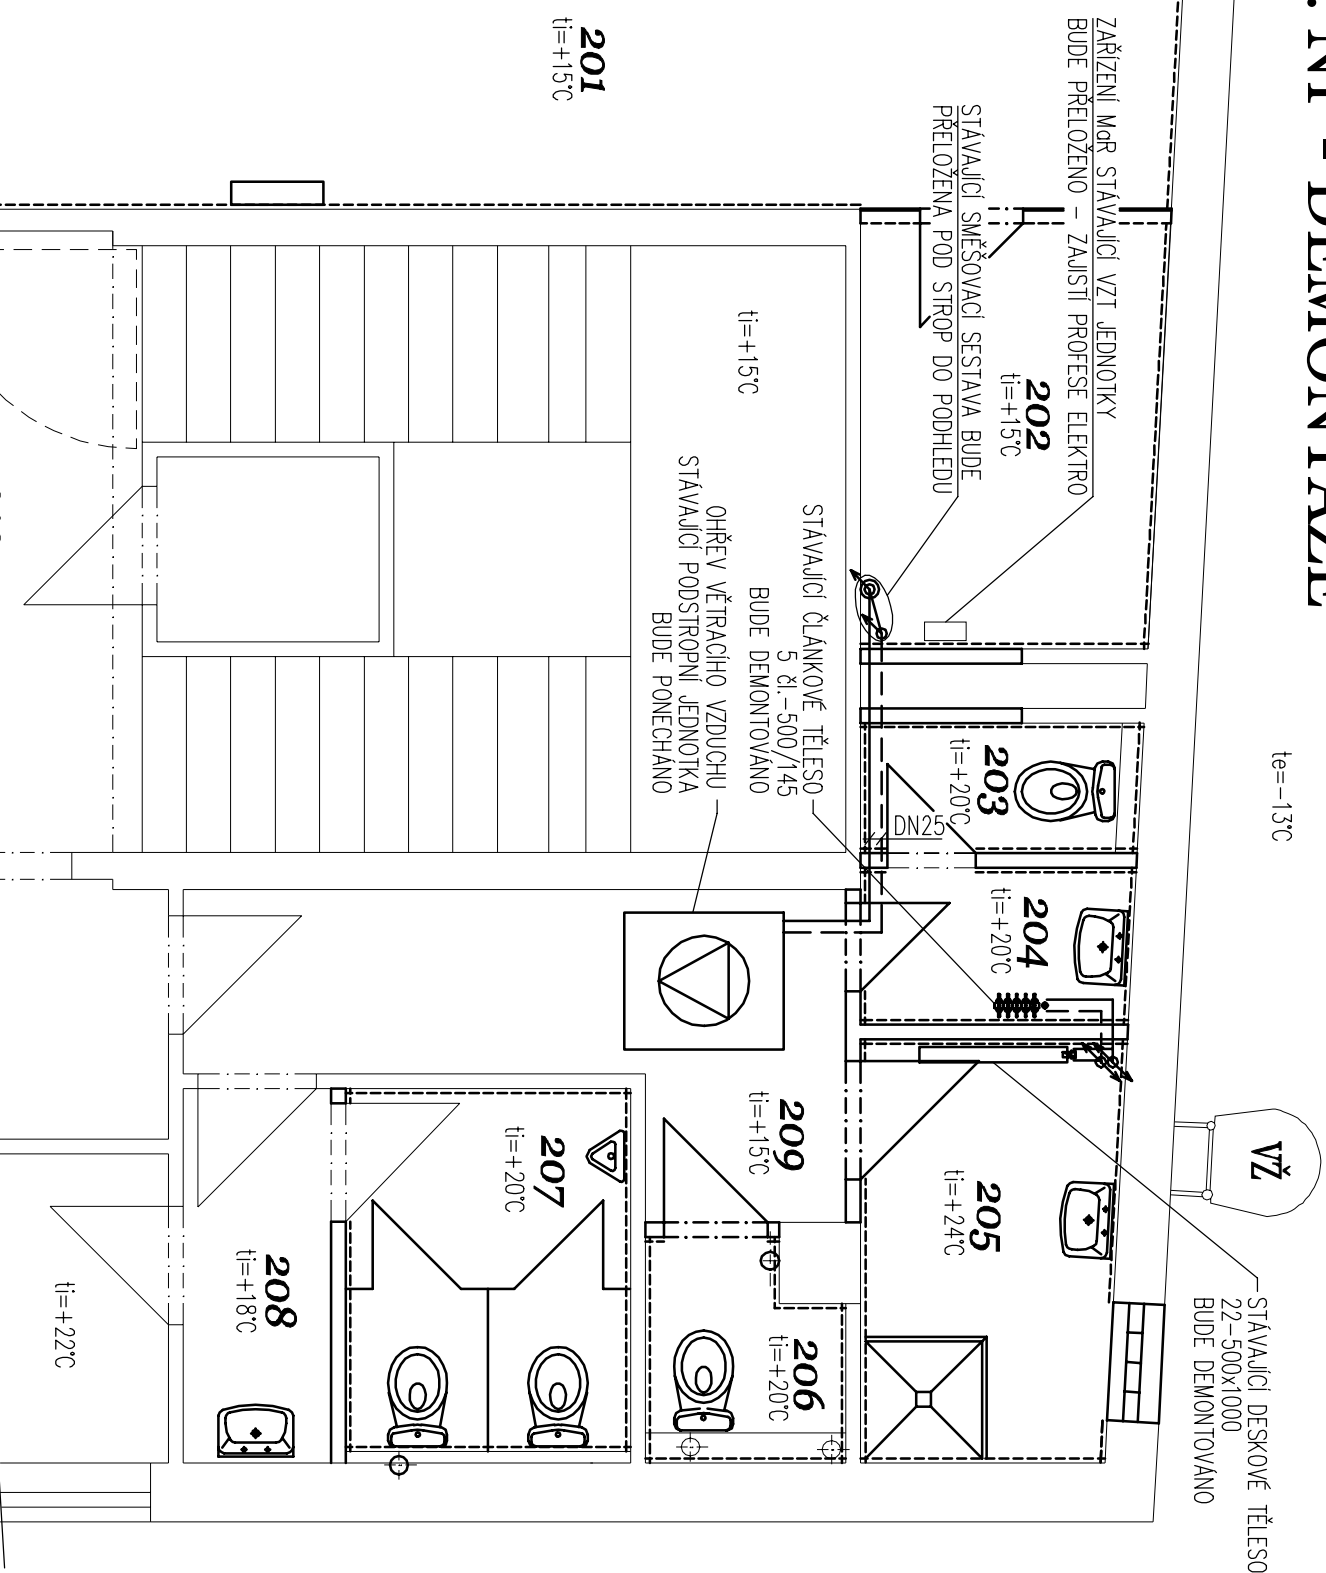 . NP - DEMONTÁŽE
te=-13°C
VŽ
ZAŘÍZENÍ MaR STÁVAJÍCÍ VZT JEDNOTKY
BUDE PŘELOŽENO - ZAJISTÍ PROFESE ELEKTRO
STÁVAJÍCÍ SMĚŠOVACÍ SESTAVA BUDE
PŘELOŽENA POD STROP DO PODHLEDU
202
ti=+15°C
203
ti=+20°C
DN25
204
ti=+20°C
205
ti=+24°C
STÁVAJÍCÍ DESKOVÉ TĚLESO
22-500x1000
BUDE DEMONTOVÁNO
STÁVAJÍCÍ ČLÁNKOVÉ TĚLESO
5 čl.-500/145
BUDE DEMONTOVÁNO
OHŘEV VĚTRACÍHO VZDUCHU
STÁVAJÍCÍ PODSTROPNÍ JEDNOTKA
BUDE PONECHÁNO
ti=+15°C
209
ti=+15°C
206
ti=+20°C
201
ti=+15°C
207
ti=+20°C
208
ti=+18°C
ti=+22°C